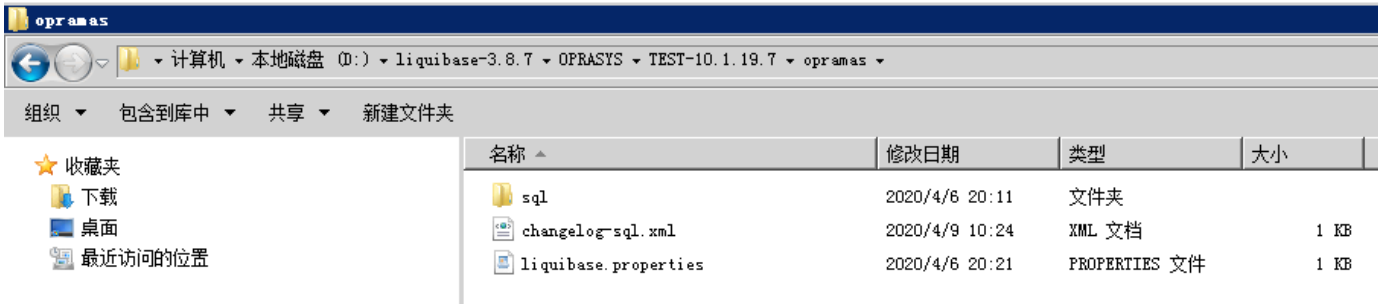 opramas
计算机 本地磁盘 (D:) liquibase-3.8.7 OPRASYS TEST-10.1.19.7 opramas
组织 包含到库中 共享 新建文件夹
收藏夹
下载
桌面
最近访问的位置
名称 修改日期 类型 大小
sql 2020/4/6 20:11 文件夹
changelog-sql.xml 2020/4/9 10:24 XML 文档 1 KB
liquibase.properties 2020/4/6 20:21 PROPERTIES 文件 1 KB